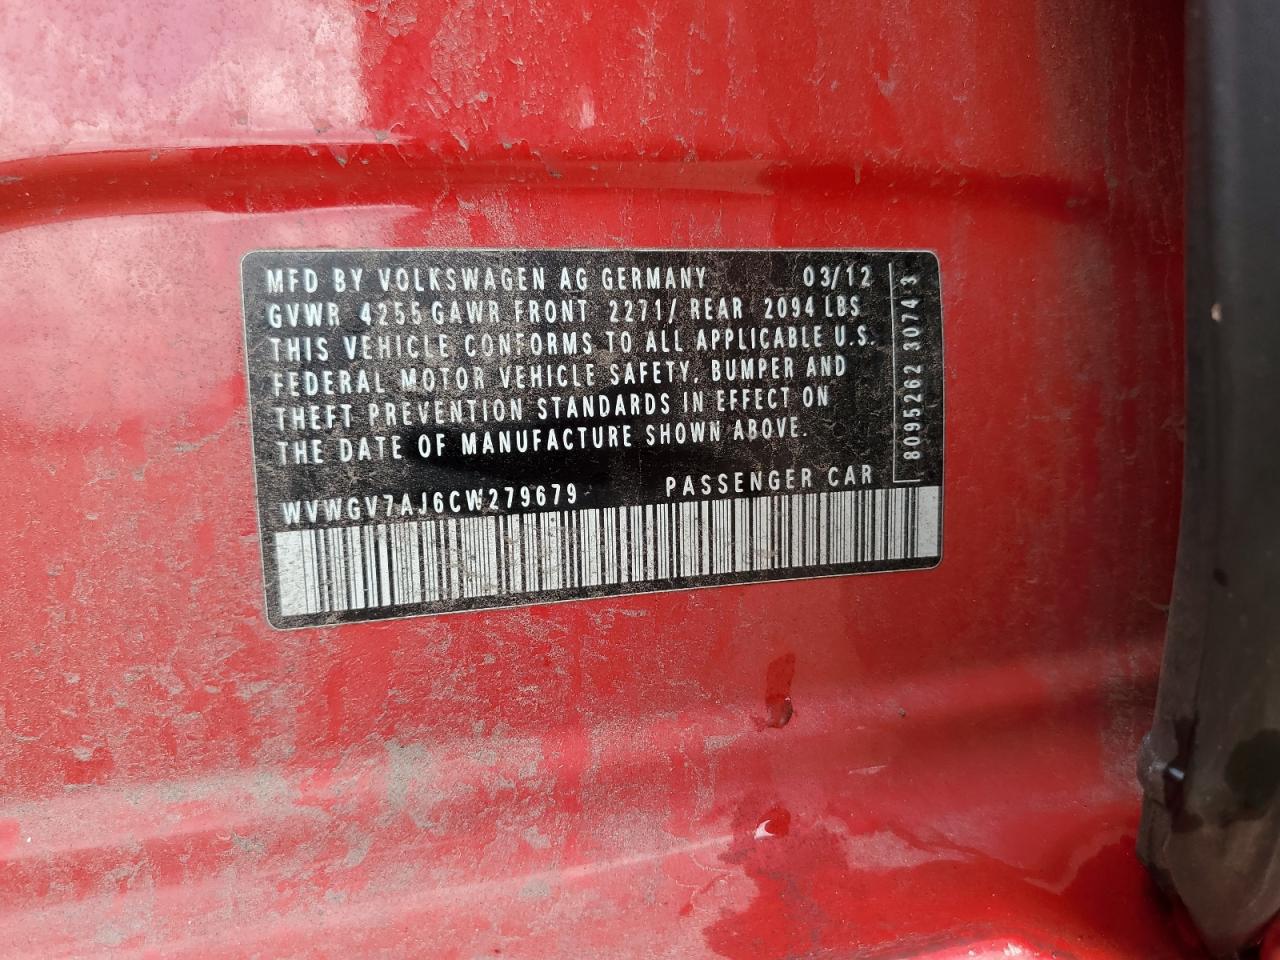 MFD BY VOLKSWAGEN AG GERMANY 03/12
GVWR 4255 GAWR FRONT 2271/ REAR 2094 LBS
THIS VEHICLE CONFORMS TO ALL APPLICABLE U.S.
FEDERAL MOTOR VEHICLE SAFETY, BUMPER AND
THEFT PREVENTION STANDARDS IN EFFECT ON
THE DATE OF MANUFACTURE SHOWN ABOVE.
WVWGV7AJ6CW279679 PASSENGER CAR
8095262 30743